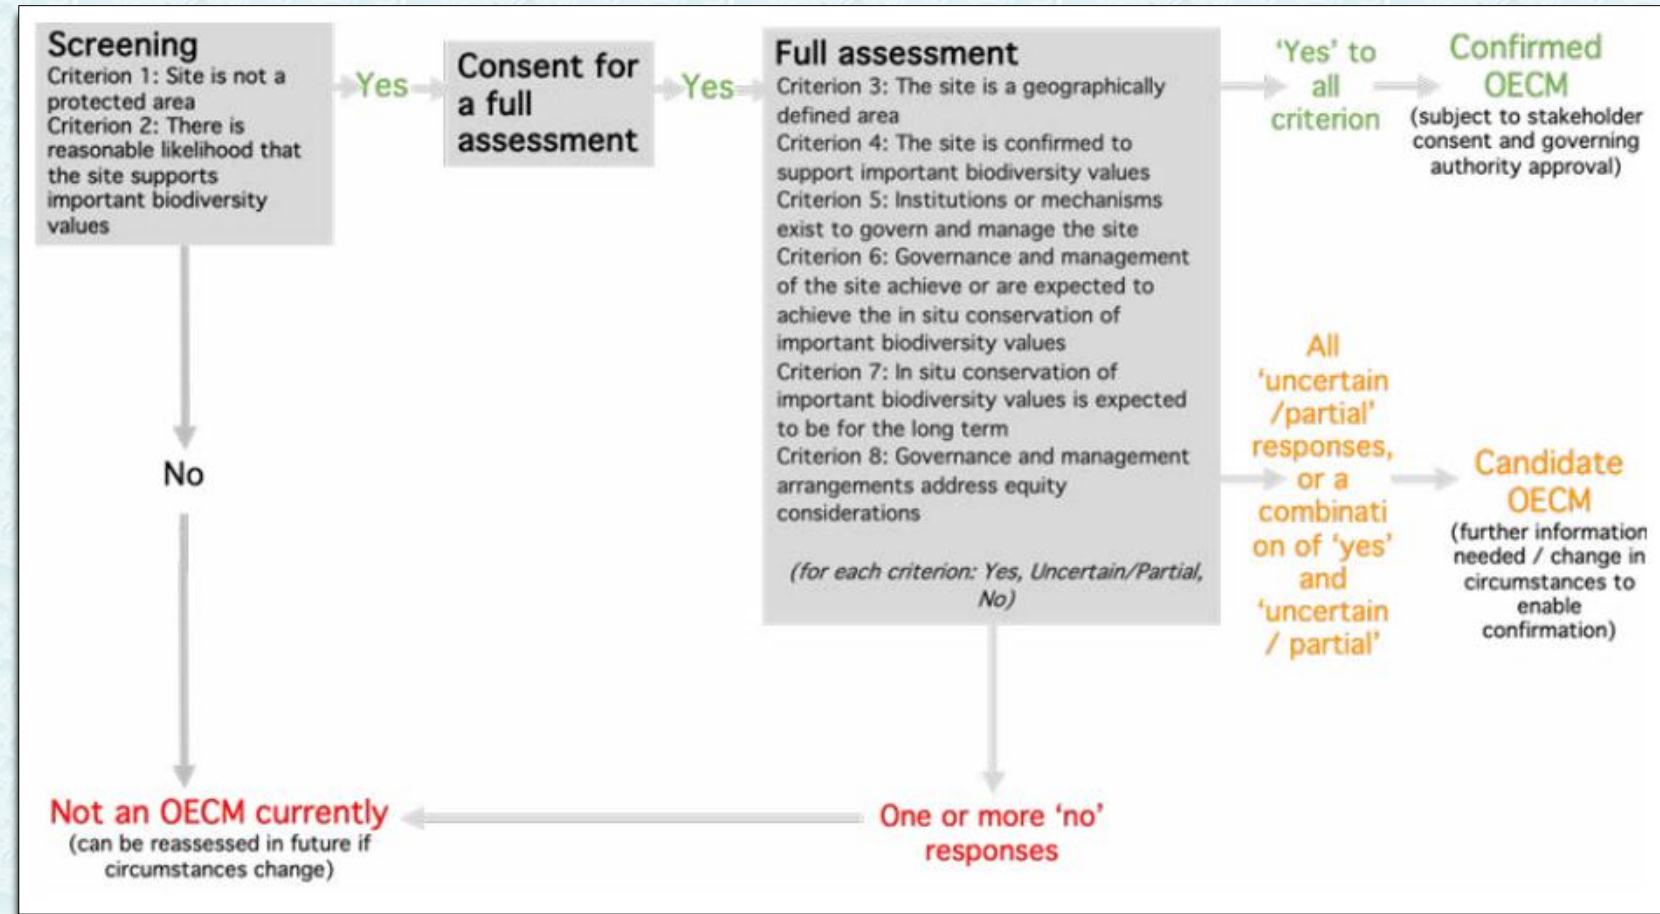 Screening
Criterion 1: Site is not a
protected area
Criterion 2: There is
reasonable likelihood that
the site supports
important biodiversity
values
Yes
Consent for
a full
assessment
Yes
Full assessment
Criterion 3: The site is a geographically
defined area
Criterion 4: The site is confirmed to
support important biodiversity values
Criterion 5: Institutions or mechanisms
exist to govern and manage the site
Criterion 6: Governance and management
of the site achieve or are expected to
achieve the in situ conservation of
important biodiversity values
Criterion 7: In situ conservation of
important biodiversity values is expected
to be for the long term
Criterion 8: Governance and management
arrangements address equity
considerations
(for each criterion: Yes, Uncertain/Partial,
No)
‘Yes’ to
all
criterion
Confirmed
OECM
(subject to stakeholder
consent and governing
authority approval)
All
‘uncertain
/partial’
responses,
or a
combinati
on of ‘yes’
and
‘uncertain
/ partial’
Candidate
OECM
(further information
needed / change in
circumstances to
enable
confirmation)
No
Not an OECM currently
(can be reassessed in future if
circumstances change)
One or more ‘no’
responses